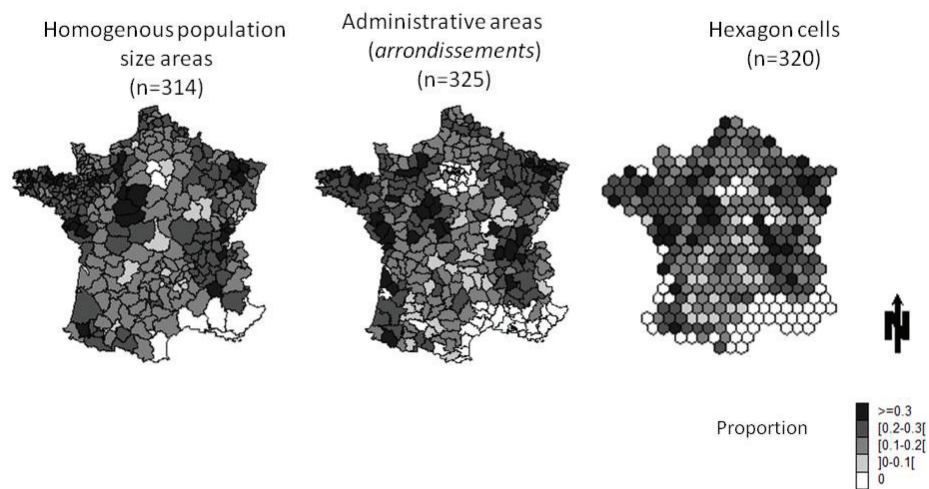 Homogenous population
size areas
(n=314)
Administrative areas
(arrondissements)
(n=325)
Hexagon cells
(n=320)
N
Proportion
>=0.3
[0.2-0.3[
[0.1-0.2[
]0-0.1[
0